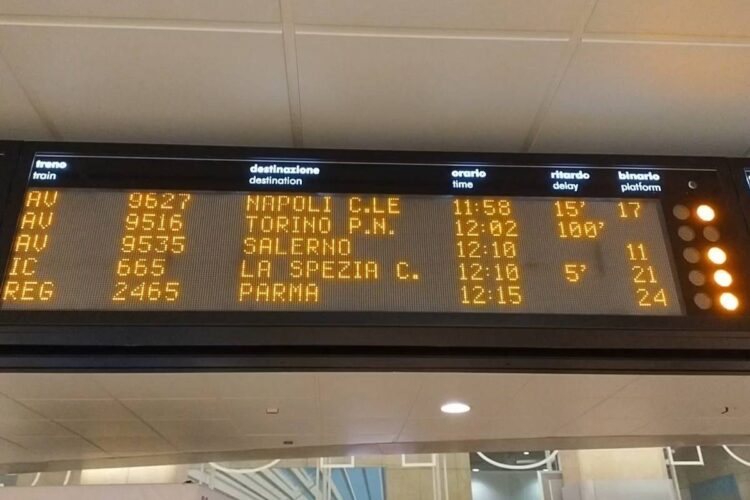 treno destinazione orario ritardo binario
train destination time delay platform
AV 9627 NAPOLI C.LE 11:58 15' 17
AV 9516 TORINO P.N. 12:02 100'
AV 9535 SALERNO 12:10 11
IC 665 LA SPEZIA C. 12:10 5' 21
REG 2465 PARMA 12:15 24